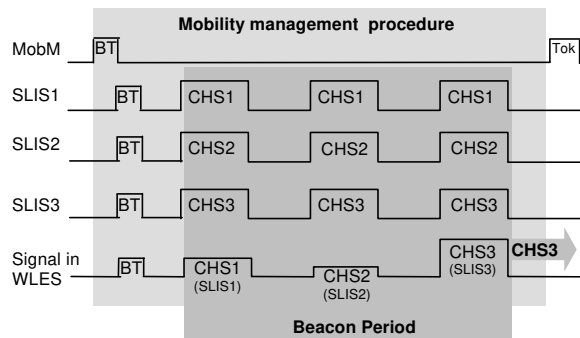 Mobility management procedure
MobM BT Tok
SLIS1 BT CHS1 CHS1 CHS1
SLIS2 BT CHS2 CHS2 CHS2
SLIS3 BT CHS3 CHS3 CHS3
Signal in
WLES
BT
CHS1
(SLIS1)
CHS2
(SLIS2)
CHS3
(SLIS3)
CHS3
Beacon Period